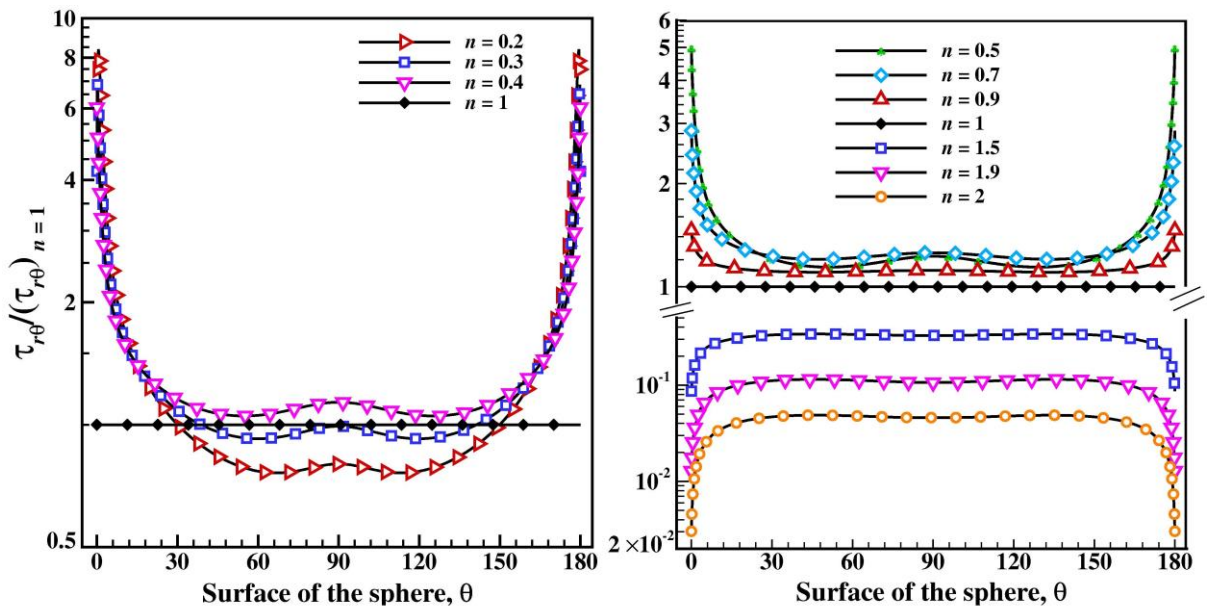 10
8
6
4
2
0.5
τrθ/(τrθ) n = 1
n = 0.2
n = 0.3
n = 0.4
n = 1
0 30 60 90 120 150 180
Surface of the sphere, θ
6
5
4
3
2
1
10⁻¹
10⁻²
2 ×10⁻²
n = 0.5
n = 0.7
n = 0.9
n = 1
n = 1.5
n = 1.9
n = 2
0 30 60 90 120 150 180
Surface of the sphere, θ